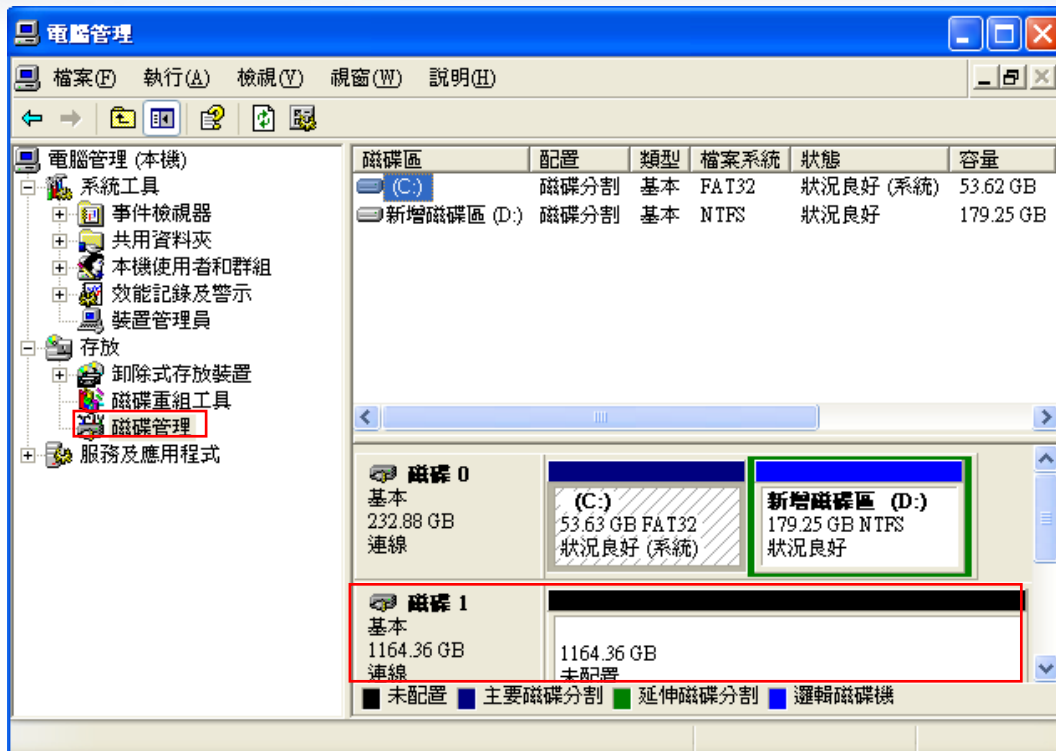 電腦管理
檔案(F) 執行(A) 檢視(V) 視窗(W) 說明(H)
電腦管理 (本機)
系統工具
事件檢視器
共用資料夾
本機使用者和群組
效能記錄及警示
裝置管理員
存放
卸除式存放裝置
磁碟重組工具
磁碟管理
服務及應用程式
磁碟區 配置 類型 檔案系統 狀態 容量
(C:) 磁碟分割 基本 FAT32 狀況良好 (系統) 53.62 GB
新增磁碟區 (D:) 磁碟分割 基本 NTFS 狀況良好 179.25 GB
磁碟 0
基本
232.88 GB
連線
(C:)
53.63 GB FAT32
狀況良好 (系統)
新增磁碟區 (D:)
179.25 GB NTFS
狀況良好
磁碟 1
基本
1164.36 GB
連線
1164.36 GB
未配置
未配置 主要磁碟分割 延伸磁碟分割 邏輯磁碟機